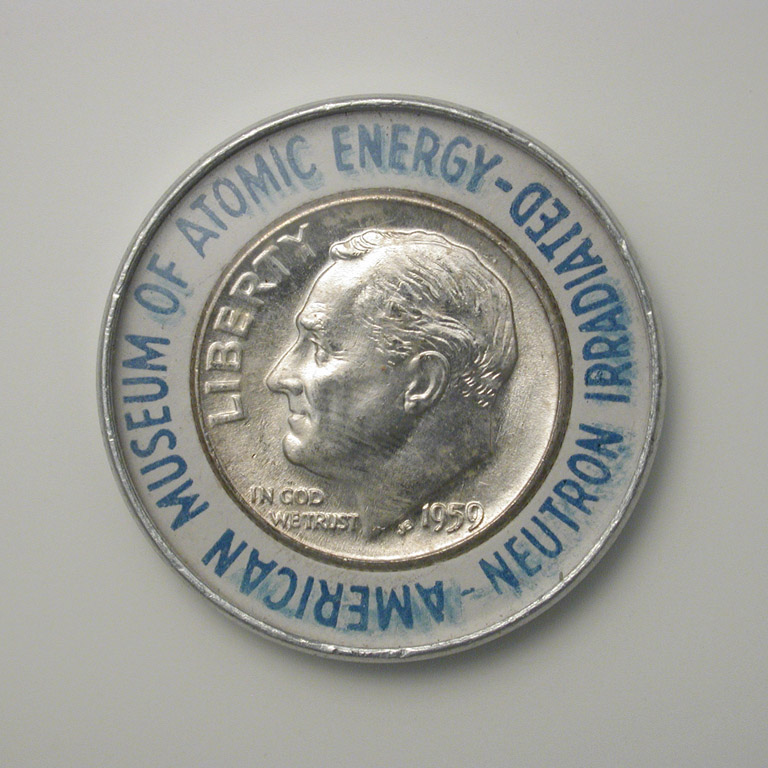 AMERICAN MUSEUM OF ATOMIC ENERGY-
NEUTRON IRRADIATED-
LIBERTY
IN GOD
WE TRUST
1959